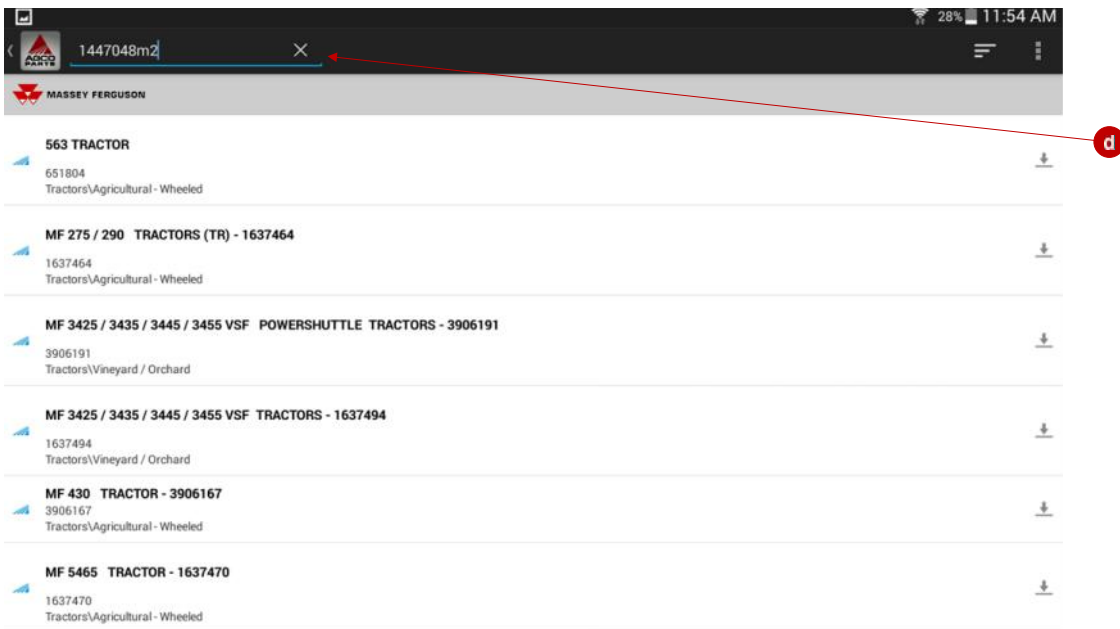 28% 11:54 AM
AGCO PARTS 1447048m2
MASSEY FERGUSON
d
563 TRACTOR
651804
Tractors\Agricultural - Wheeled
MF 275 / 290 TRACTORS (TR) - 1637464
1637464
Tractors\Agricultural - Wheeled
MF 3425 / 3435 / 3445 / 3455 VSF POWERSHUTTLE TRACTORS - 3906191
3906191
Tractors\Vineyard / Orchard
MF 3425 / 3435 / 3445 / 3455 VSF TRACTORS - 1637494
1637494
Tractors\Vineyard / Orchard
MF 430 TRACTOR - 3906167
3906167
Tractors\Agricultural - Wheeled
MF 5465 TRACTOR - 1637470
1637470
Tractors\Agricultural - Wheeled